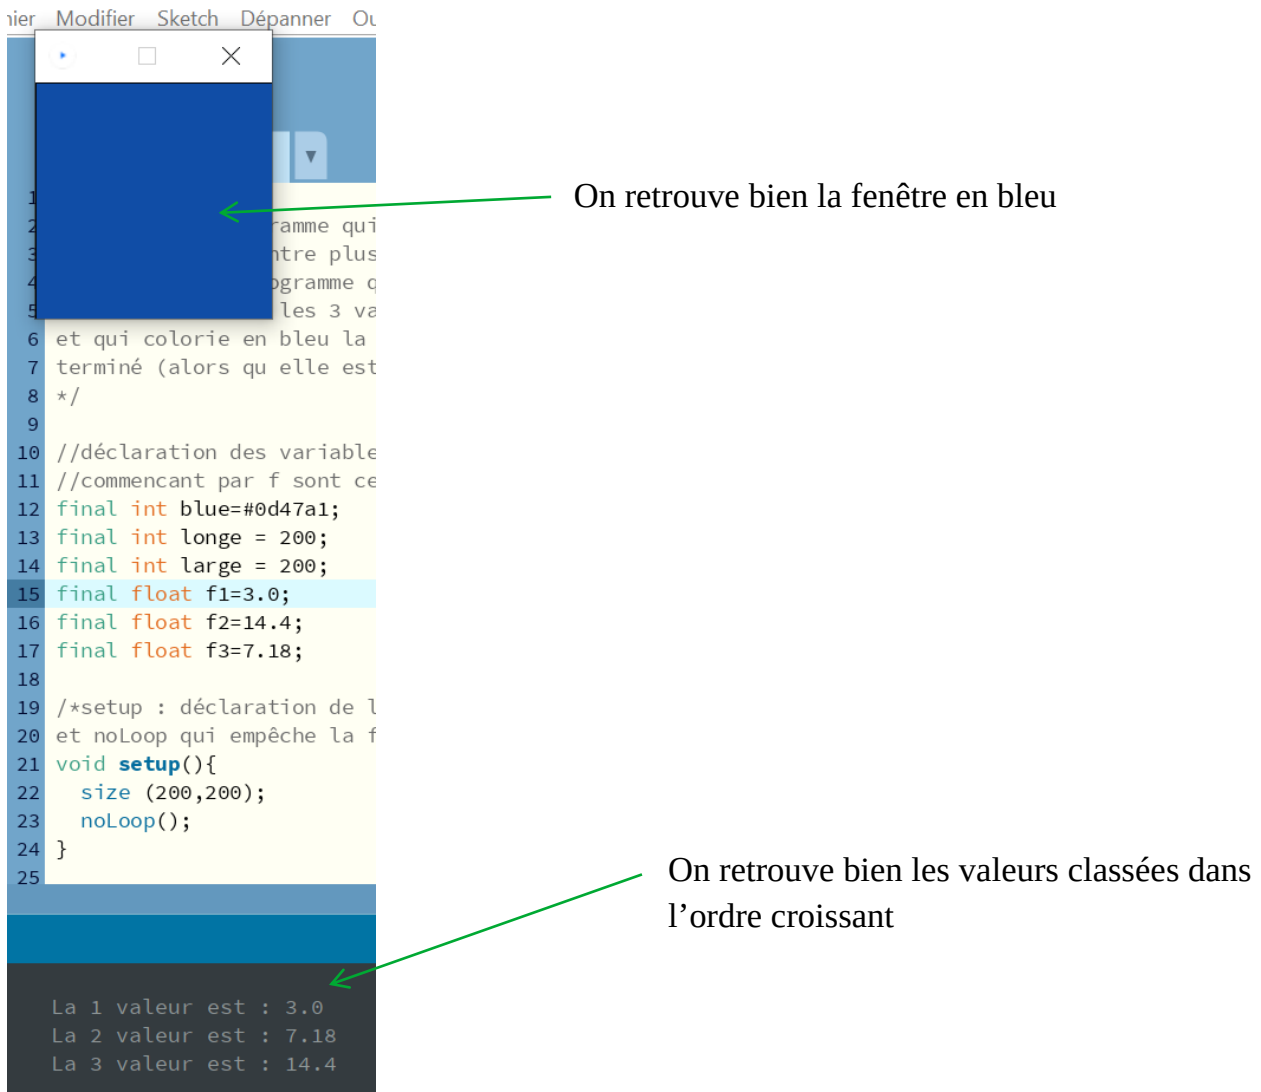 Modifier Sketch Dépanner
On retrouve bien la fenêtre en bleu
1
2 qui
3 plus
4
5 les 3
6 et qui colorie en bleu la
7 terminé (alors qu elle est
8 */
9
10 //déclaration des variable
11 //commencant par f sont ce
12 final int blue=#0d47a1;
13 final int longe = 200;
14 final int large = 200;
15 final float f1=3.0;
16 final float f2=14.4;
17 final float f3=7.18;
18
19 /*setup : déclaration de l
20 et noLoop qui empêche la f
21 void setup(){
22 size (200,200);
23 noLoop();
24 }
25
On retrouve bien les valeurs classées dans
l’ordre croissant
La 1 valeur est : 3.0
La 2 valeur est : 7.18
La 3 valeur est : 14.4